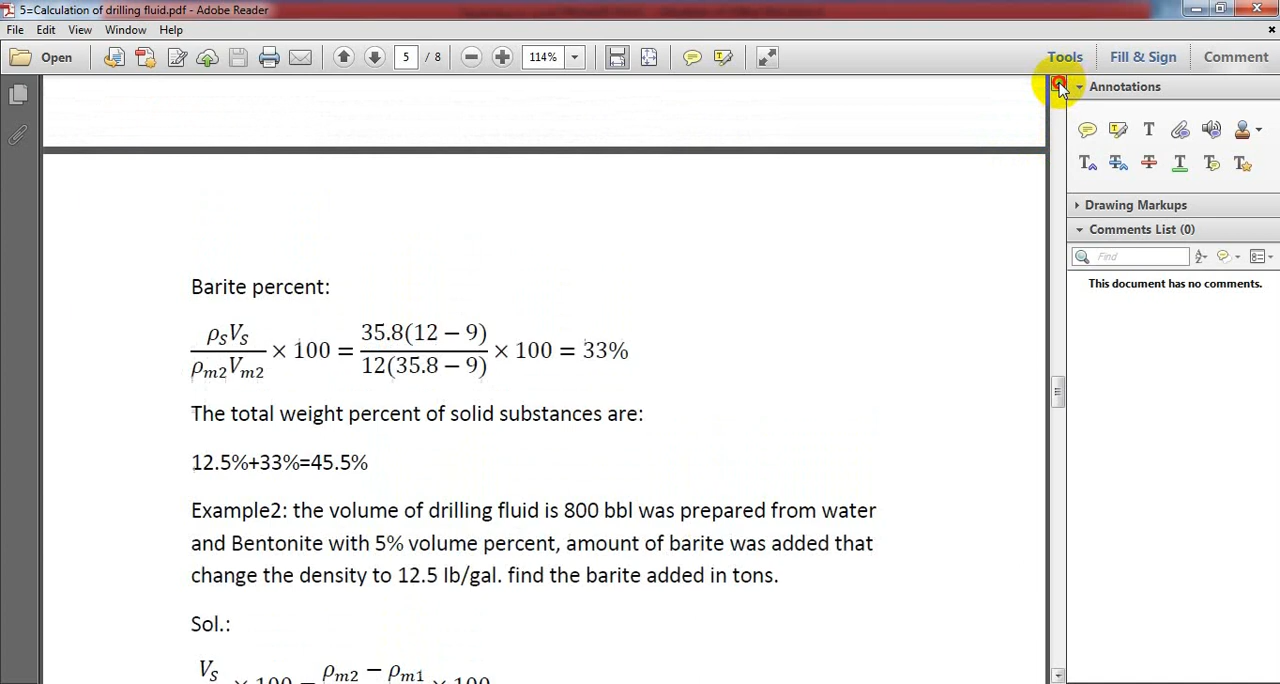 5=Calculation of drilling fluid.pdf - Adobe Reader
File Edit View Window Help
Open 5 / 8 114% Tools Fill & Sign Comment
Annotations
Drawing Markups
Comments List (0)
Find
This document has no comments.
Barite percent:
ρsVs / ρm2Vm2 × 100 = 35.8(12 − 9) / 12(35.8 − 9) × 100 = 33%
The total weight percent of solid substances are:
12.5%+33%=45.5%
Example2: the volume of drilling fluid is 800 bbl was prepared from water
and Bentonite with 5% volume percent, amount of barite was added that
change the density to 12.5 lb/gal. find the barite added in tons.
Sol.:
Vs × 100 = ρm2 − ρm1 × 100